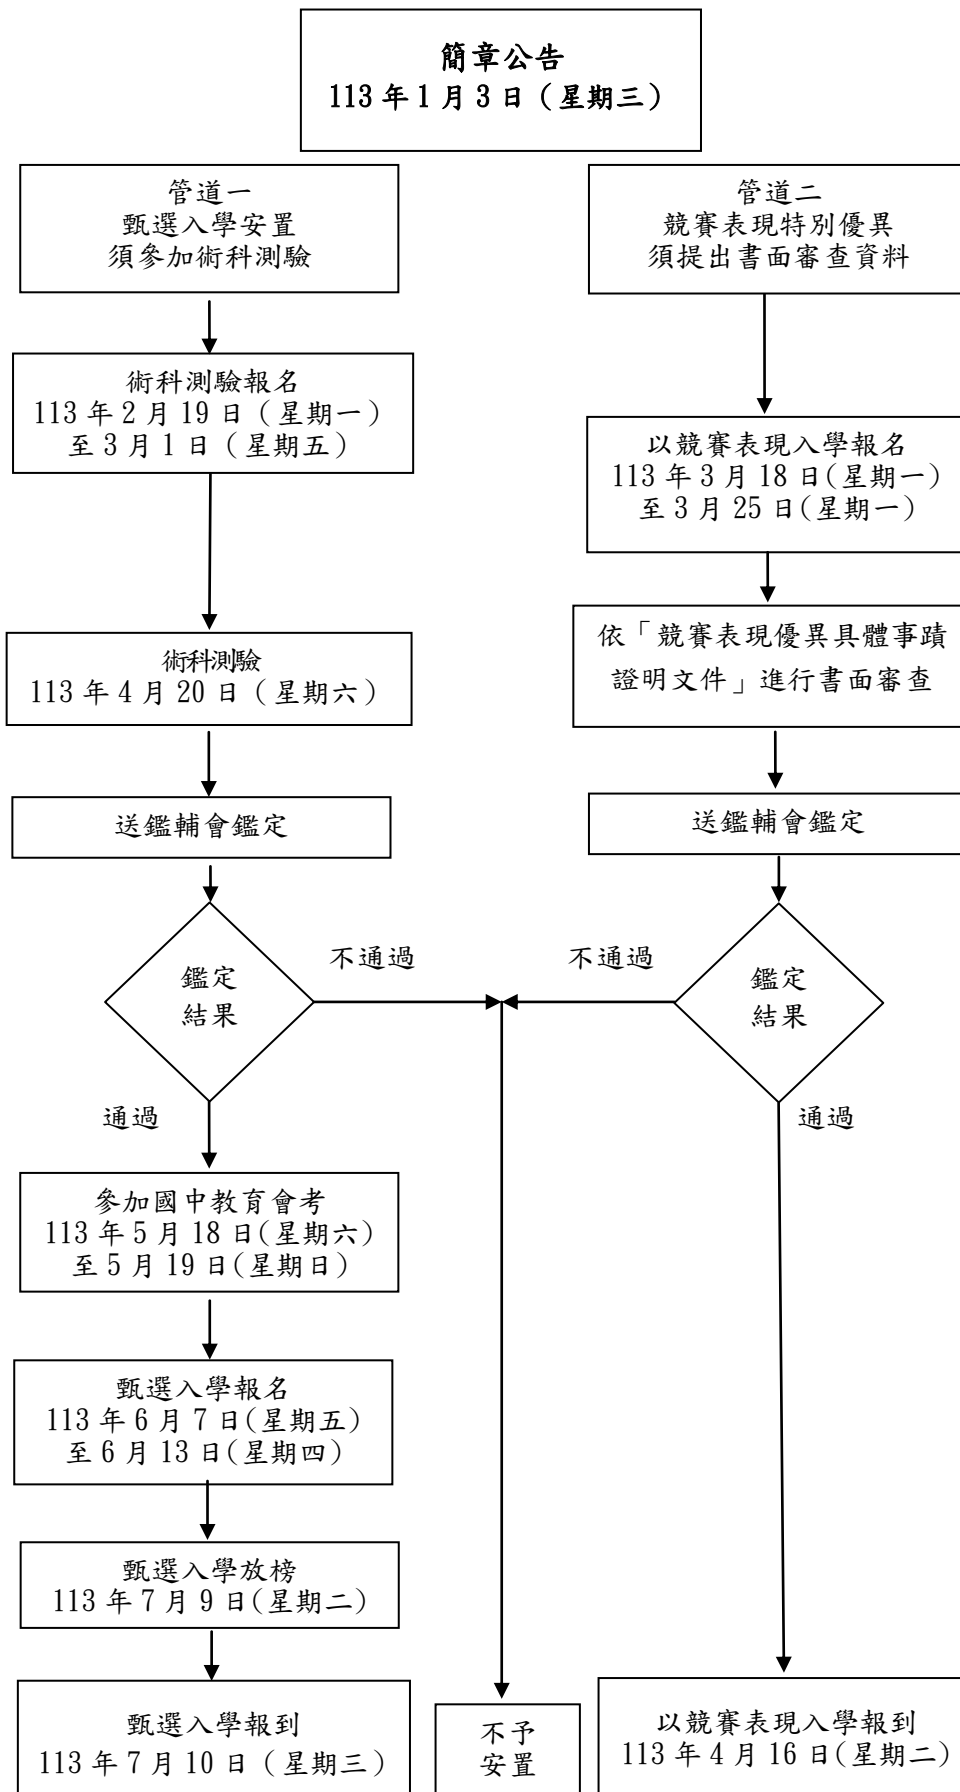 簡章公告
113年1月3日（星期三）
管道一
甄選入學安置
須參加術科測驗
術科測驗報名
113年2月19日（星期一）
至3月1日（星期五）
術科測驗
113年4月20日（星期六）
送鑑輔會鑑定
鑑定
結果
不通過
通過
參加國中教育會考
113年5月18日(星期六)
至5月19日(星期日)
甄選入學報名
113年6月7日(星期五)
至6月13日(星期四)
甄選入學放榜
113年7月9日(星期二)
甄選入學報到
113年7月10日（星期三）
管道二
競賽表現特別優異
須提出書面審查資料
以競賽表現入學報名
113年3月18日(星期一)
至3月25日(星期一)
依「競賽表現優異具體事蹟
證明文件」進行書面審查
送鑑輔會鑑定
鑑定
結果
不通過
通過
以競賽表現入學報到
113年4月16日(星期二)
不予
安置